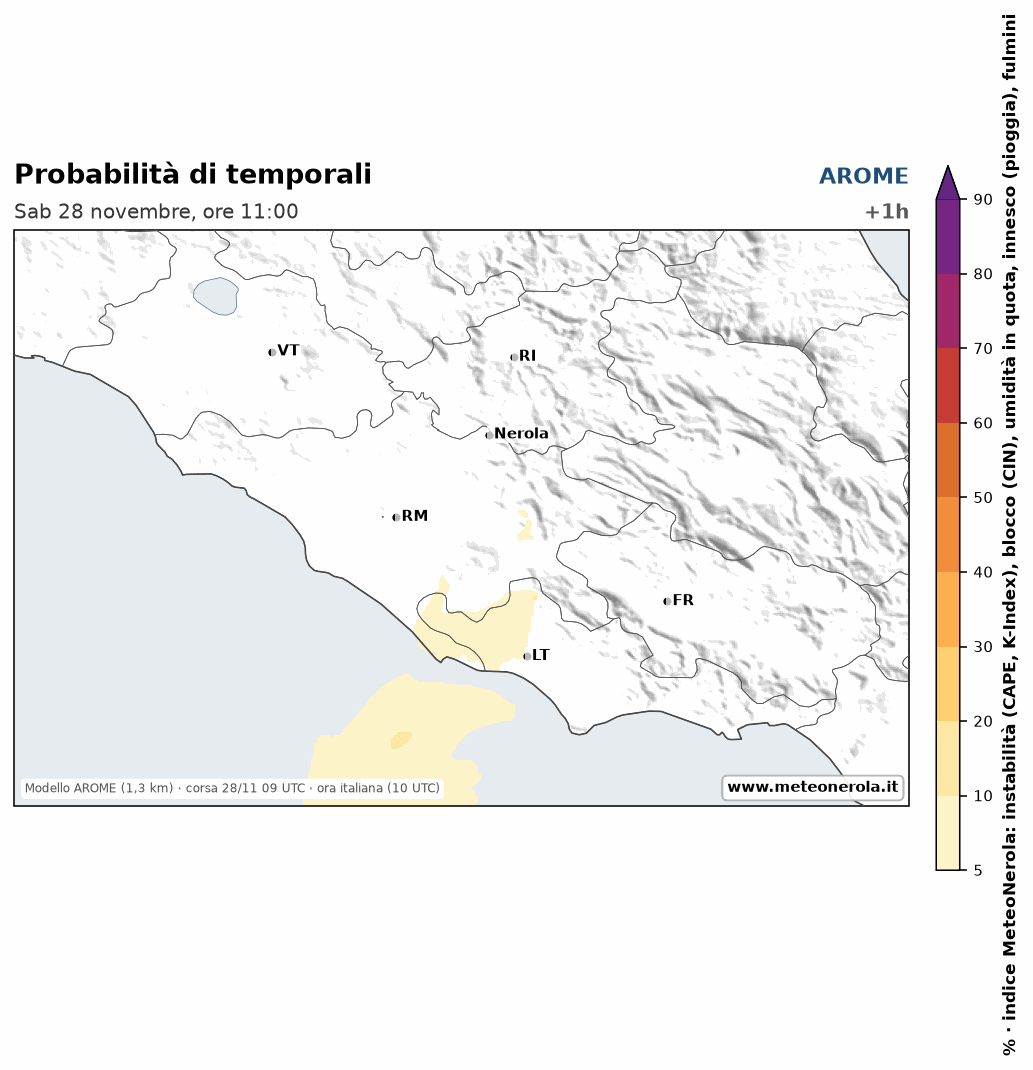 Probabilità di temporali
AROME
Sab 28 novembre, ore 11:00
+1h
VT
RI
Nerola
RM
FR
LT
Modello AROME (1,3 km) · corsa 28/11 09 UTC · ora italiana (10 UTC)
www.meteonerola.it
90
80
70
60
50
40
30
20
10
5
% · indice MeteoNerola: instabilità (CAPE, K-Index), blocco (CIN), umidità in quota, innesco (pioggia), fulmini